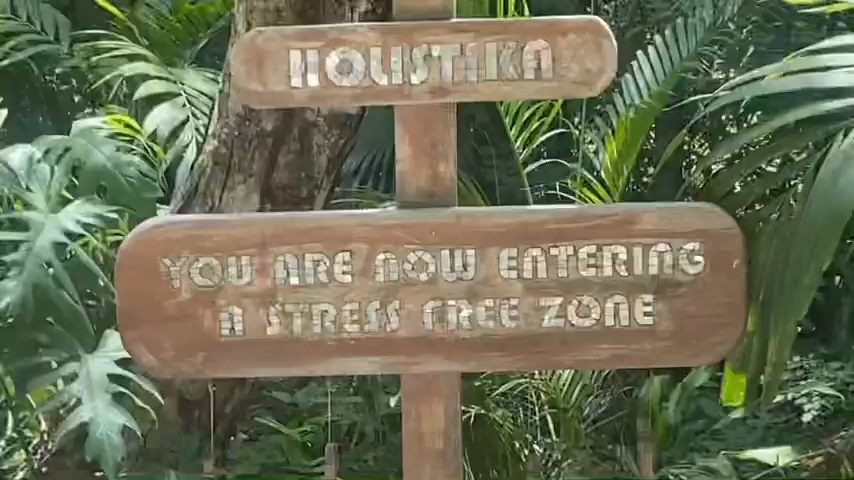 HOLISTIKA
YOU ARE NOW ENTERING
A STRESS FREE ZONE